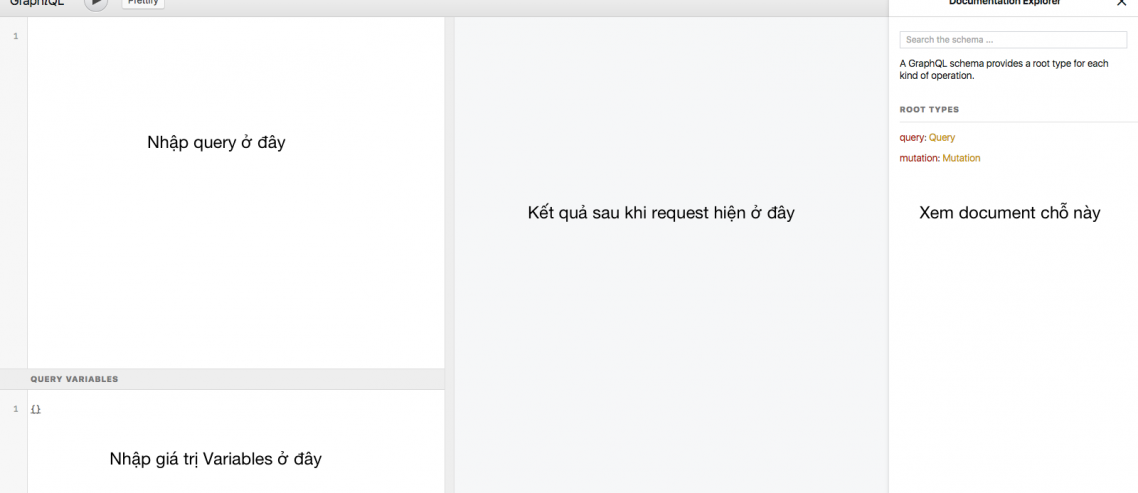 GraphiQL
Prettify
1
Nhập query ở đây
QUERY VARIABLES
1 {}
Nhập giá trị Variables ở đây
Kết quả sau khi request hiện ở đây
Documentation Explorer
Search the schema ...
A GraphQL schema provides a root type for each
kind of operation.
ROOT TYPES
query: Query
mutation: Mutation
Xem document chỗ này